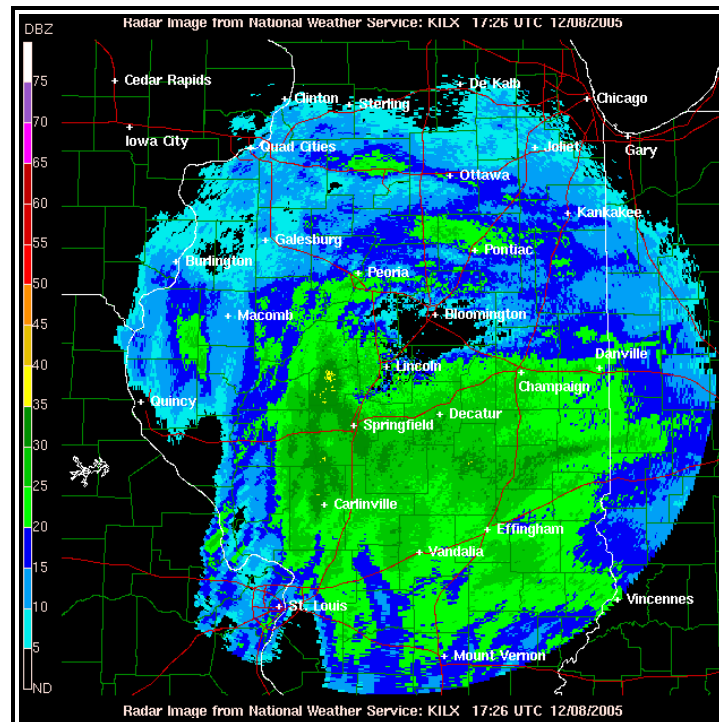 Radar Image from National Weather Service: KILX 17:26 UTC 12/08/2005
DBZ
75
70
65
60
55
50
45
40
35
30
25
20
15
10
5
ND
Cedar Rapids
De Kalb
Clinton
Sterling
Chicago
Iowa City
Gary
Quad Cities
Joliet
Ottawa
Kankakee
Galesburg
Pontiac
Burlington
Peoria
Macomb
Bloomington
Lincoln
Danville
Champaign
Quincy
Decatur
Springfield
Carlinville
Effingham
Vandalia
Vincennes
St. Louis
Mount Vernon
Radar Image from National Weather Service: KILX 17:26 UTC 12/08/2005